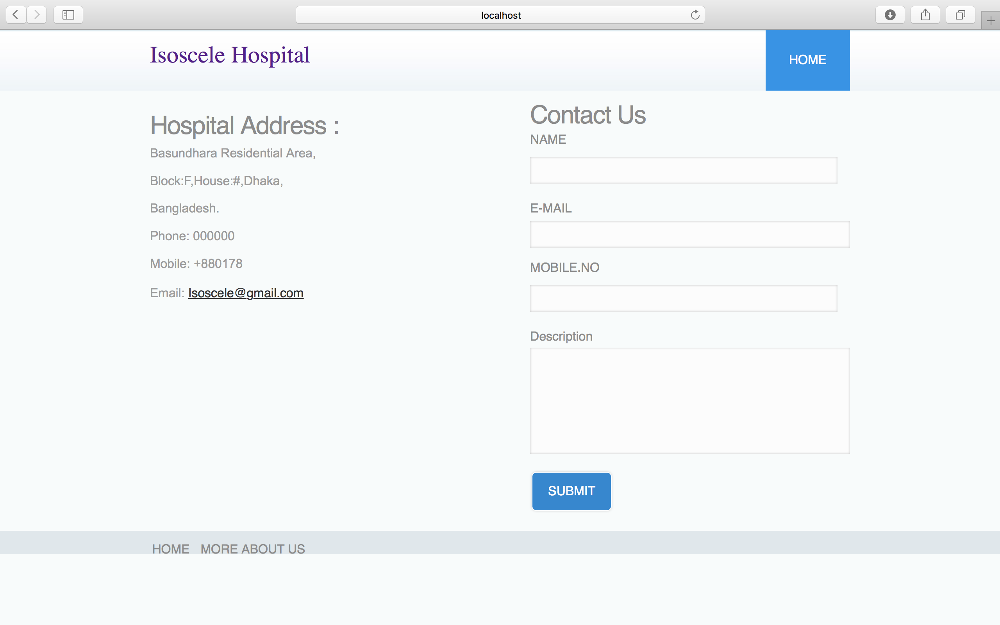 localhost
Isoscele Hospital
HOME
Hospital Address :
Basundhara Residential Area,
Block:F,House:#,Dhaka,
Bangladesh.
Phone: 000000
Mobile: +880178
Email: Isoscele@gmail.com
Contact Us
NAME
E-MAIL
MOBILE.NO
Description
SUBMIT
HOME MORE ABOUT US